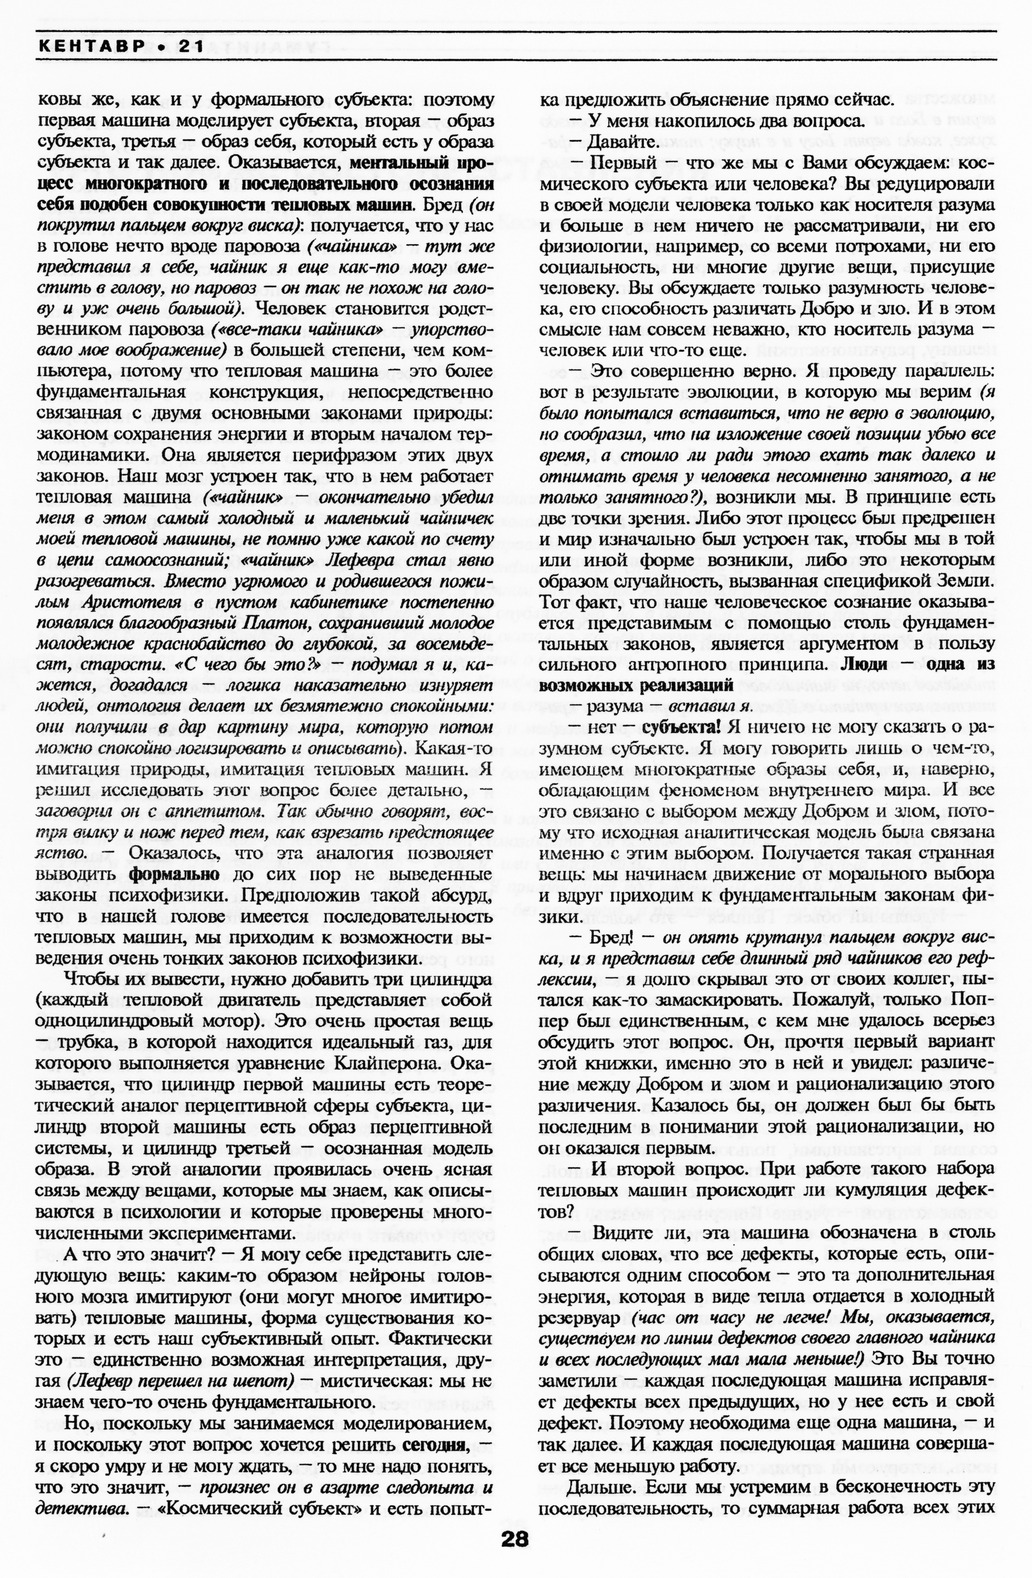 КЕНТАВР • 21
ковы же, как и у формального субъекта: поэтому
первая машина моделирует субъекта, вторая — образ
субъекта, третья — образ себя, который есть у образа
субъекта и так далее. Оказывается, ментальный про-
цесс многократного и последовательного осознания
себя подобен совокупности тепловых машин. Бред (он
покрутил пальцем вокруг виска): получается, что у нас
в голове нечто вроде паровоза («чайника» — тут же
представил я себе, чайник я еще как-то могу вме-
стить в голову, но паровоз — он так не похож на голо-
ву и уж очень большой). Человек становится родст-
венником паровоза («все-таки чайника» — упорство-
вало мое воображение) в большей степени, чем ком-
пьютера, потому что тепловая машина — это более
фундаментальная конструкция, непосредственно
связанная с двумя основными законами природы:
законом сохранения энергии и вторым началом тер-
модинамики. Она является перифразом этих двух
законов. Наш мозг устроен так, что в нем работает
тепловая машина («чайник» — окончательно убедил
меня в этом самый холодный и маленький чайничек
моей тепловой машины, не помню уже какой по счету
в цепи самоосознаний; «чайник» Лефевра стал явно
разогреваться. Вместо угрюмого и родившегося пожи-
лым Аристотеля в пустом кабинетике постепенно
появлялся благообразный Платон, сохранивший молодое
молодежное краснобайство до глубокой, за восемьде-
сят, старости. «С чего бы это?» — подумал я и, ка-
жется, догадался — логика наказательно изнуряет
людей, онтология делает их безмятежно спокойными:
они получили в дар картину мира, которую потом
можно спокойно логизировать и описывать). Какая-то
имитация природы, имитация тепловых машин. Я
решил исследовать этот вопрос более детально, —
заговорил он с аппетитом. Так обычно говорят, вос-
тря вилку и нож перед тем, как взрезать предстоящее
яство. — Оказалось, что эта аналогия позволяет
выводить формально до сих пор не выведенные
законы психофизики. Предположив такой абсурд,
что в нашей голове имеется последовательность
тепловых машин, мы приходим к возможности вы-
ведения очень тонких законов психофизики.
Чтобы их вывести, нужно добавить три цилиндра
(каждый тепловой двигатель представляет собой
одноцилиндровый мотор). Это очень простая вещь
— трубка, в которой находится идеальный газ, для
которого выполняется уравнение Клайперона. Ока-
зывается, что цилиндр первой машины есть теоре-
тический аналог перцептивной сферы субъекта, ци-
линдр второй машины есть образ перцептивной
системы, и цилиндр третьей — осознанная модель
образа. В этой аналогии проявилась очень ясная
связь между вещами, которые мы знаем, как описы-
ваются в психологии и которые проверены много-
численными экспериментами.
А что это значит? — Я могу себе представить сле-
дующую вещь: каким-то образом нейроны голов-
ного мозга имитируют (они могут многое имитиро-
вать) тепловые машины, форма существования ко-
торых и есть наш субъективный опыт. Фактически
это — единственно возможная интерпретация, дру-
гая (Лефевр перешел на шепот) — мистическая: мы не
знаем чего-то очень фундаментального.
Но, поскольку мы занимаемся моделированием,
и поскольку этот вопрос хочется решить сегодня, —
я скоро умру и не могу ждать, — то мне надо понять,
что это значит, — произнес он в азарте следопыта и
детектива. — «Космический субъект» и есть попыт-
ка предложить объяснение прямо сейчас.
— У меня накопилось два вопроса.
— Давайте.
— Первый — что же мы с Вами обсуждаем: кос-
мического субъекта или человека? Вы редуцировали
в своей модели человека только как носителя разума
и больше в нем ничего не рассматривали, ни его
физиологии, например, со всеми потрохами, ни его
социальность, ни многие другие вещи, присущие
человеку. Вы обсуждаете только разумность челове-
ка, его способность различать Добро и зло. И в этом
смысле нам совсем неважно, кто носитель разума —
человек или что-то еще.
— Это совершенно верно. Я проведу параллель:
вот в результате эволюции, в которую мы верим (я
было попытался вставиться, что не верю в эволюцию,
но сообразил, что на изложение своей позиции убью все
время, а стоило ли ради этого ехать так далеко и
отнимать время у человека несомненно занятого, а не
только занятного?), возникли мы. В принципе есть
две точки зрения. Либо этот процесс был предрешен
и мир изначально был устроен так, чтобы мы в той
или иной форме возникли, либо это некоторым
образом случайность, вызванная спецификой Земли.
Тот факт, что наше человеческое сознание оказыва-
ется представимым с помощью столь фундамен-
тальных законов, является аргументом в пользу
сильного антропного принципа. Люди — одна из
возможных реализаций
— разума — вставил я.
— нет — субъекта! Я ничего не могу сказать о ра-
зумном субъекте. Я могу говорить лишь о чем-то,
имеющем многократные образы себя, и, наверно,
обладающим феноменом внутреннего мира. И все
это связано с выбором между Добром и злом, пото-
му что исходная аналитическая модель была связана
именно с этим выбором. Получается такая странная
вещь: мы начинаем движение от морального выбора
и вдруг приходим к фундаментальным законам фи-
зики.
— Бред! — он опять крутанул пальцем вокруг вис-
ка, и я представил себе длинный ряд чайников его реф-
лексии, — я долго скрывал это от своих коллег, пы-
тался как-то замаскировать. Пожалуй, только Поп-
пер был единственным, с кем мне удалось всерьез
обсудить этот вопрос. Он, прочтя первый вариант
этой книжки, именно это в ней и увидел: различе-
ние между Добром и злом и рационализацию этого
различения. Казалось бы, он должен был бы быть
последним в понимании этой рационализации, но
он оказался первым.
— И второй вопрос. При работе такого набора
тепловых машин происходит ли кумуляция дефек-
тов?
— Видите ли, эта машина обозначена в столь
общих словах, что все дефекты, которые есть, опи-
сываются одним способом — это та дополнительная
энергия, которая в виде тепла отдается в холодный
резервуар (час от часу не легче! Мы, оказывается,
существуем по линии дефектов своего главного чайника
и всех последующих мал мала меньше!) Это Вы точно
заметили — каждая последующая машина исправля-
ет дефекты всех предыдущих, но у нее есть и свой
дефект. Поэтому необходима еще одна машина, — и
так далее. И каждая последующая машина соверша-
ет все меньшую работу.
Дальше. Если мы устремим в бесконечность эту
последовательность, то суммарная работа всех этих
28